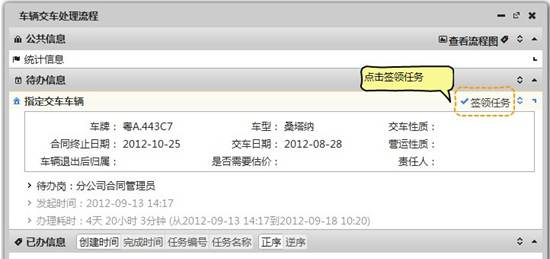 车辆交车处理流程
公共信息 查看流程图
统计信息
待办信息
点击签领任务
指定交车车辆 签领任务
车牌： 粤A.443C7 车型： 桑塔纳 交车性质：
合同终止日期： 2012-10-25 交车日期： 2012-08-28 营运性质：
车辆退出后归属： 是否需要估价： 责任人：
待办岗：分公司合同管理员
发起时间：2012-09-13 14:17
办理耗时：4天 20小时 3分钟 (从2012-09-13 14:17到2012-09-18 10:20)
已办信息 创建时间 完成时间 任务编号 任务名称 正序 逆序